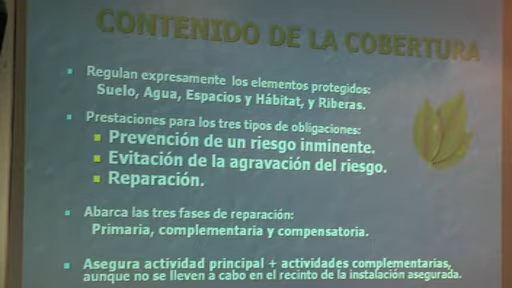 CONTENIDO DE LA COBERTURA
Regulan expresamente los elementos protegidos:
Suelo, Agua, Espacios y Hábitat, y Riberas.
Prestaciones para los tres tipos de obligaciones:
Prevención de un riesgo inminente.
Evitación de la agravación del riesgo.
Reparación.
Abarca las tres fases de reparación:
Primaria, complementaria y compensatoria.
Asegura actividad principal + actividades complementarias,
aunque no se lleven a cabo en el recinto de la instalación asegurada.